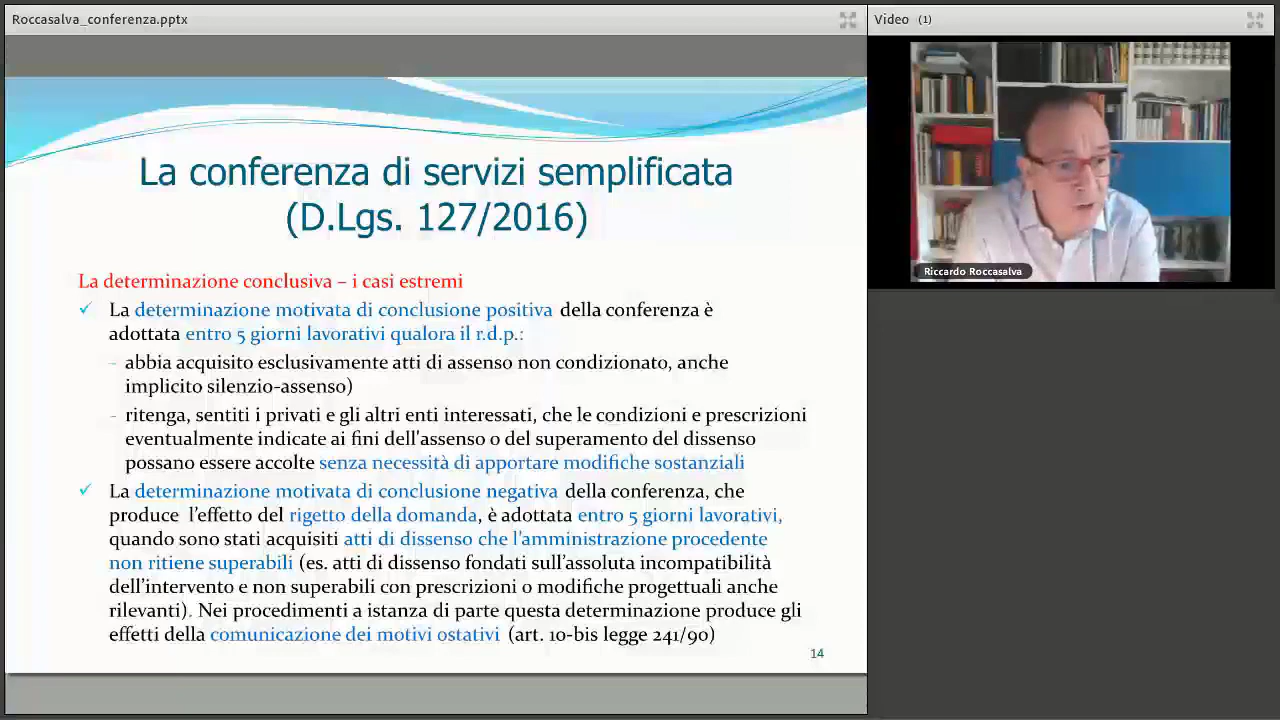 Roccasalva_conferenza.pptx
Video (1)
La conferenza di servizi semplificata
(D.Lgs. 127/2016)
La determinazione conclusiva – i casi estremi
✓ La determinazione motivata di conclusione positiva della conferenza è
adottata entro 5 giorni lavorativi qualora il r.d.p.:
- abbia acquisito esclusivamente atti di assenso non condizionato, anche
implicito silenzio-assenso)
- ritenga, sentiti i privati e gli altri enti interessati, che le condizioni e prescrizioni
eventualmente indicate ai fini dell'assenso o del superamento del dissenso
possano essere accolte senza necessità di apportare modifiche sostanziali
✓ La determinazione motivata di conclusione negativa della conferenza, che
produce l'effetto del rigetto della domanda, è adottata entro 5 giorni lavorativi,
quando sono stati acquisiti atti di dissenso che l'amministrazione procedente
non ritiene superabili (es. atti di dissenso fondati sull'assoluta incompatibilità
dell'intervento e non superabili con prescrizioni o modifiche progettuali anche
rilevanti). Nei procedimenti a istanza di parte questa determinazione produce gli
effetti della comunicazione dei motivi ostativi (art. 10-bis legge 241/90)
14
Riccardo Roccasalva